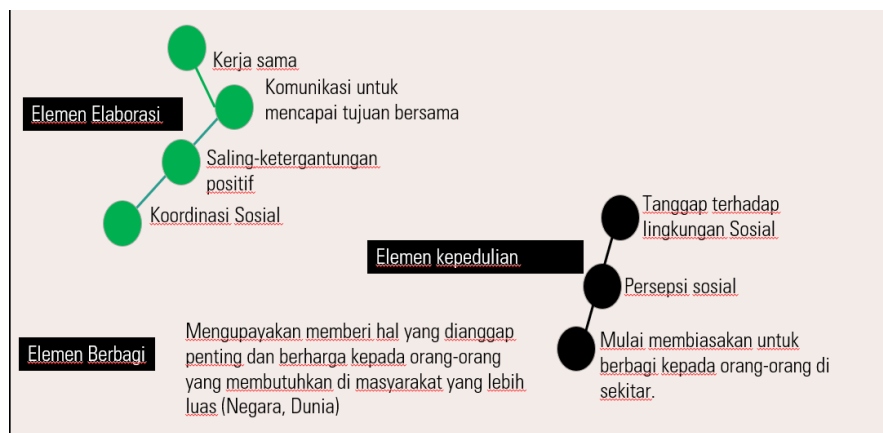 Kerja sama
Komunikasi untuk
mencapai tujuan bersama
Elemen Elaborasi
Saling-ketergantungan
positif
Koordinasi Sosial
Tanggap terhadap
lingkungan Sosial
Elemen kepedulian
Persepsi sosial
Mulai membiasakan untuk
berbagi kepada orang-orang di
sekitar.
Elemen Berbagi
Mengupayakan memberi hal yang dianggap
penting dan berharga kepada orang-orang
yang membutuhkan di masyarakat yang lebih
luas (Negara, Dunia)